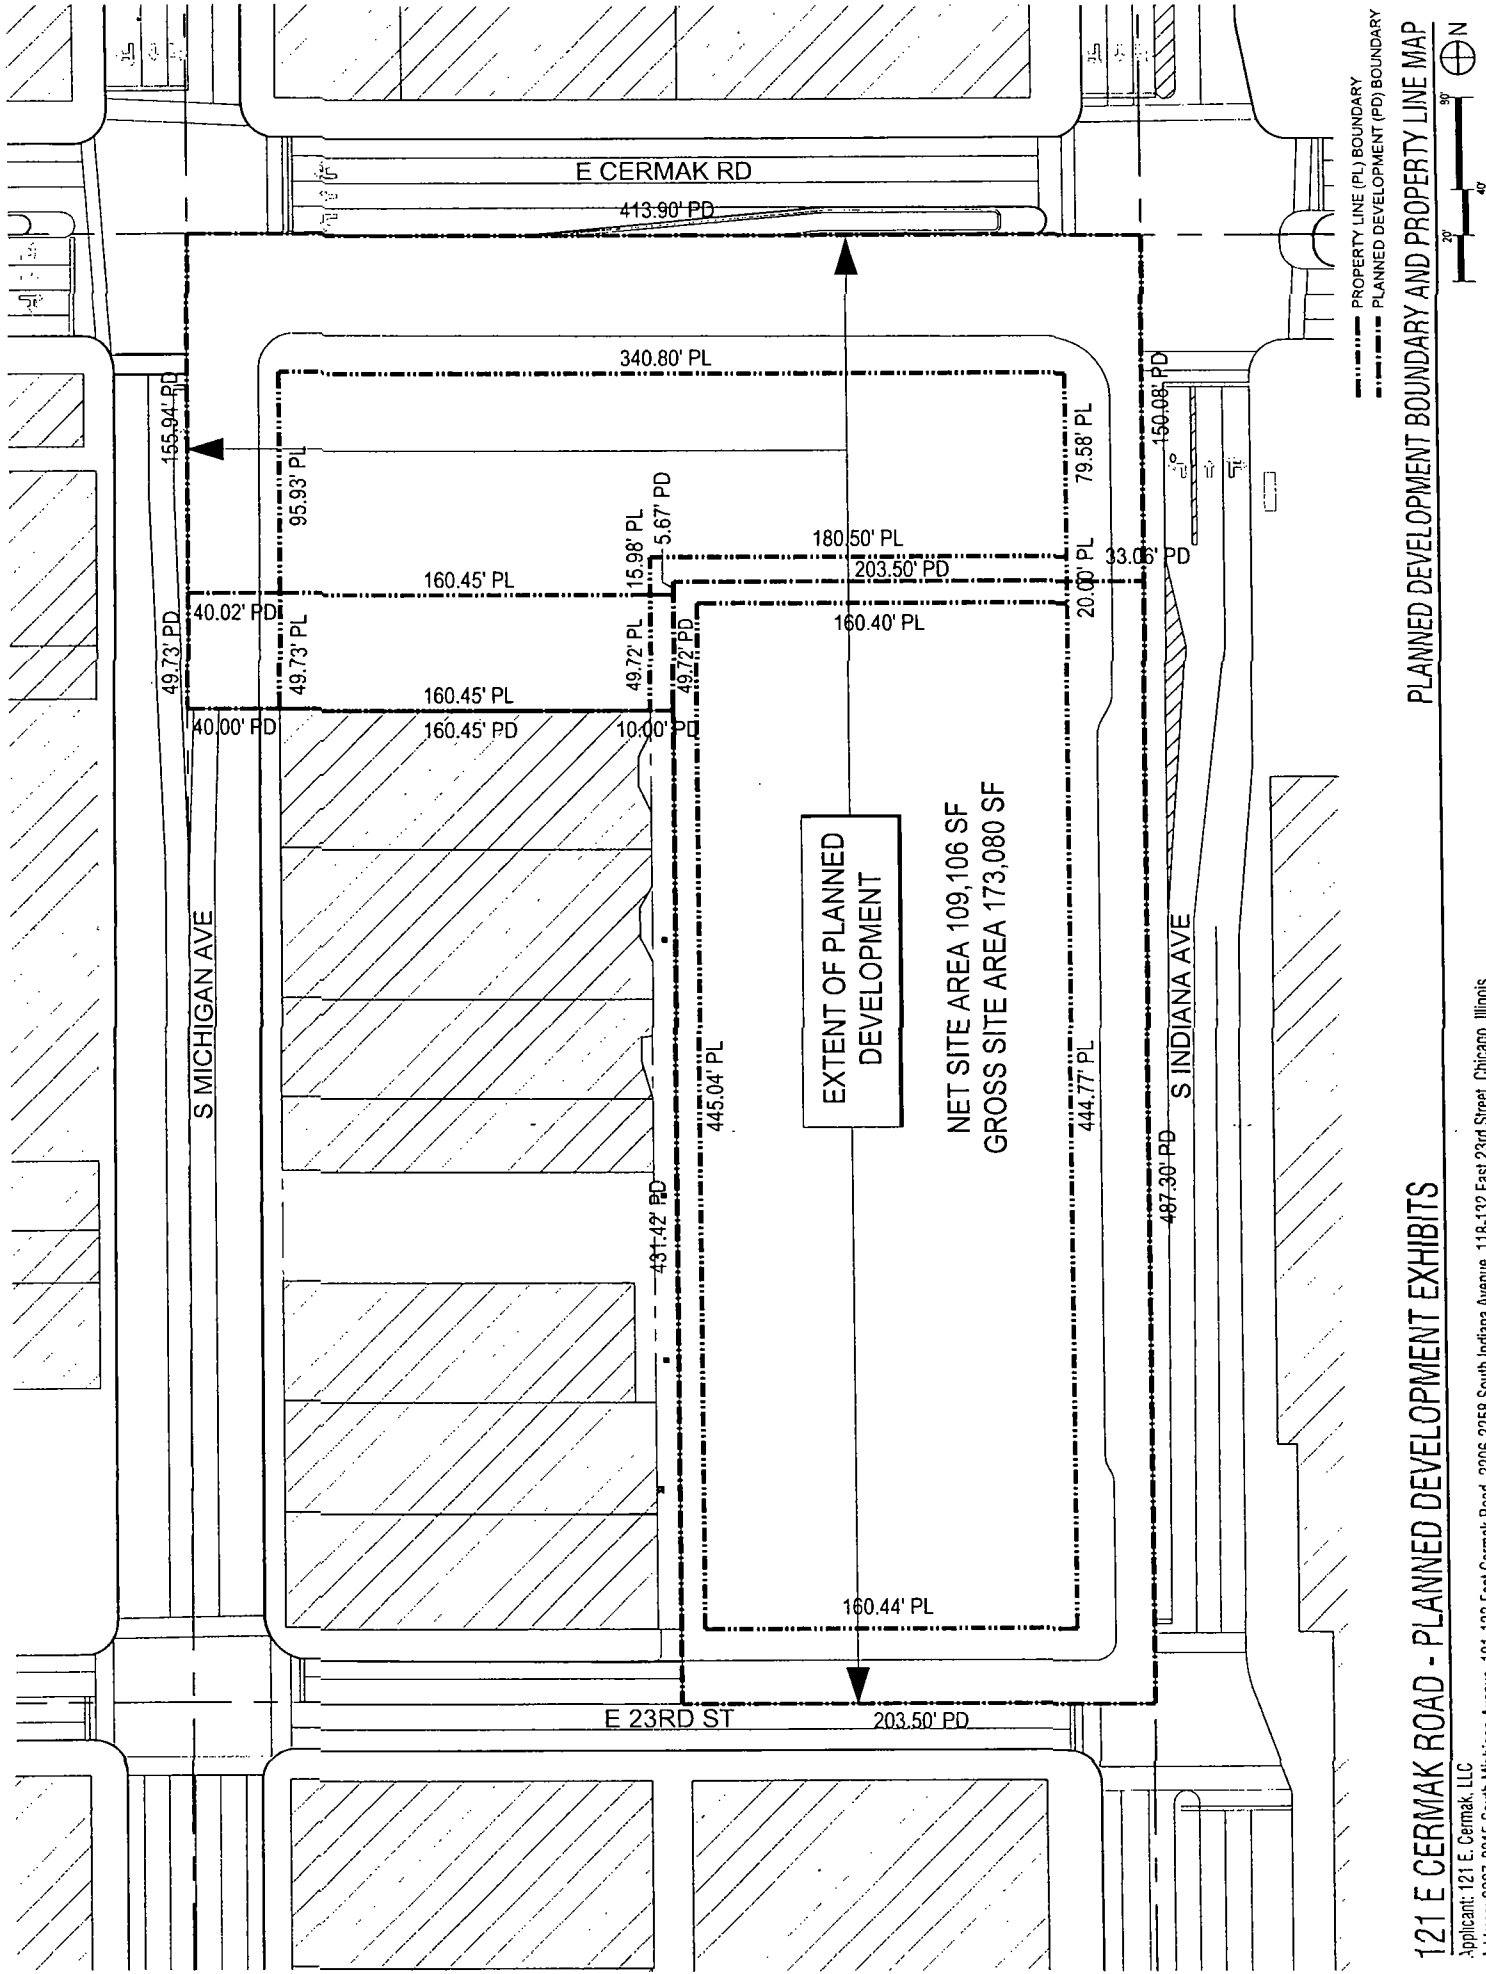 E CERMAK RD
413.90' PD
340.80' PL
155.94' PD
95.93' PL
79.58' PL
150.08' PD
15.98' PL
5.67' PD
180.50' PL
33.06' PD
203.50' PD
160.45' PL
20.00' PL
40.02' PD
160.40' PL
49.73' PD
49.73' PL
49.72' PL
49.72' PD
160.45' PL
40.00' PD
160.45' PD
10.00' PD
S MICHIGAN AVE
EXTENT OF PLANNED
DEVELOPMENT
NET SITE AREA 109,106 SF
GROSS SITE AREA 173,080 SF
S INDIANA AVE
445.04' PL
444.77' PL
431.42' PD
487.30' PD
160.44' PL
E 23RD ST
203.50' PD
PROPERTY LINE (PL) BOUNDARY
PLANNED DEVELOPMENT (PD) BOUNDARY
PLANNED DEVELOPMENT BOUNDARY AND PROPERTY LINE MAP
N
20'
40'
90'
121 E CERMAK ROAD - PLANNED DEVELOPMENT EXHIBITS
Applicant: 121 E. Cermak, LLC